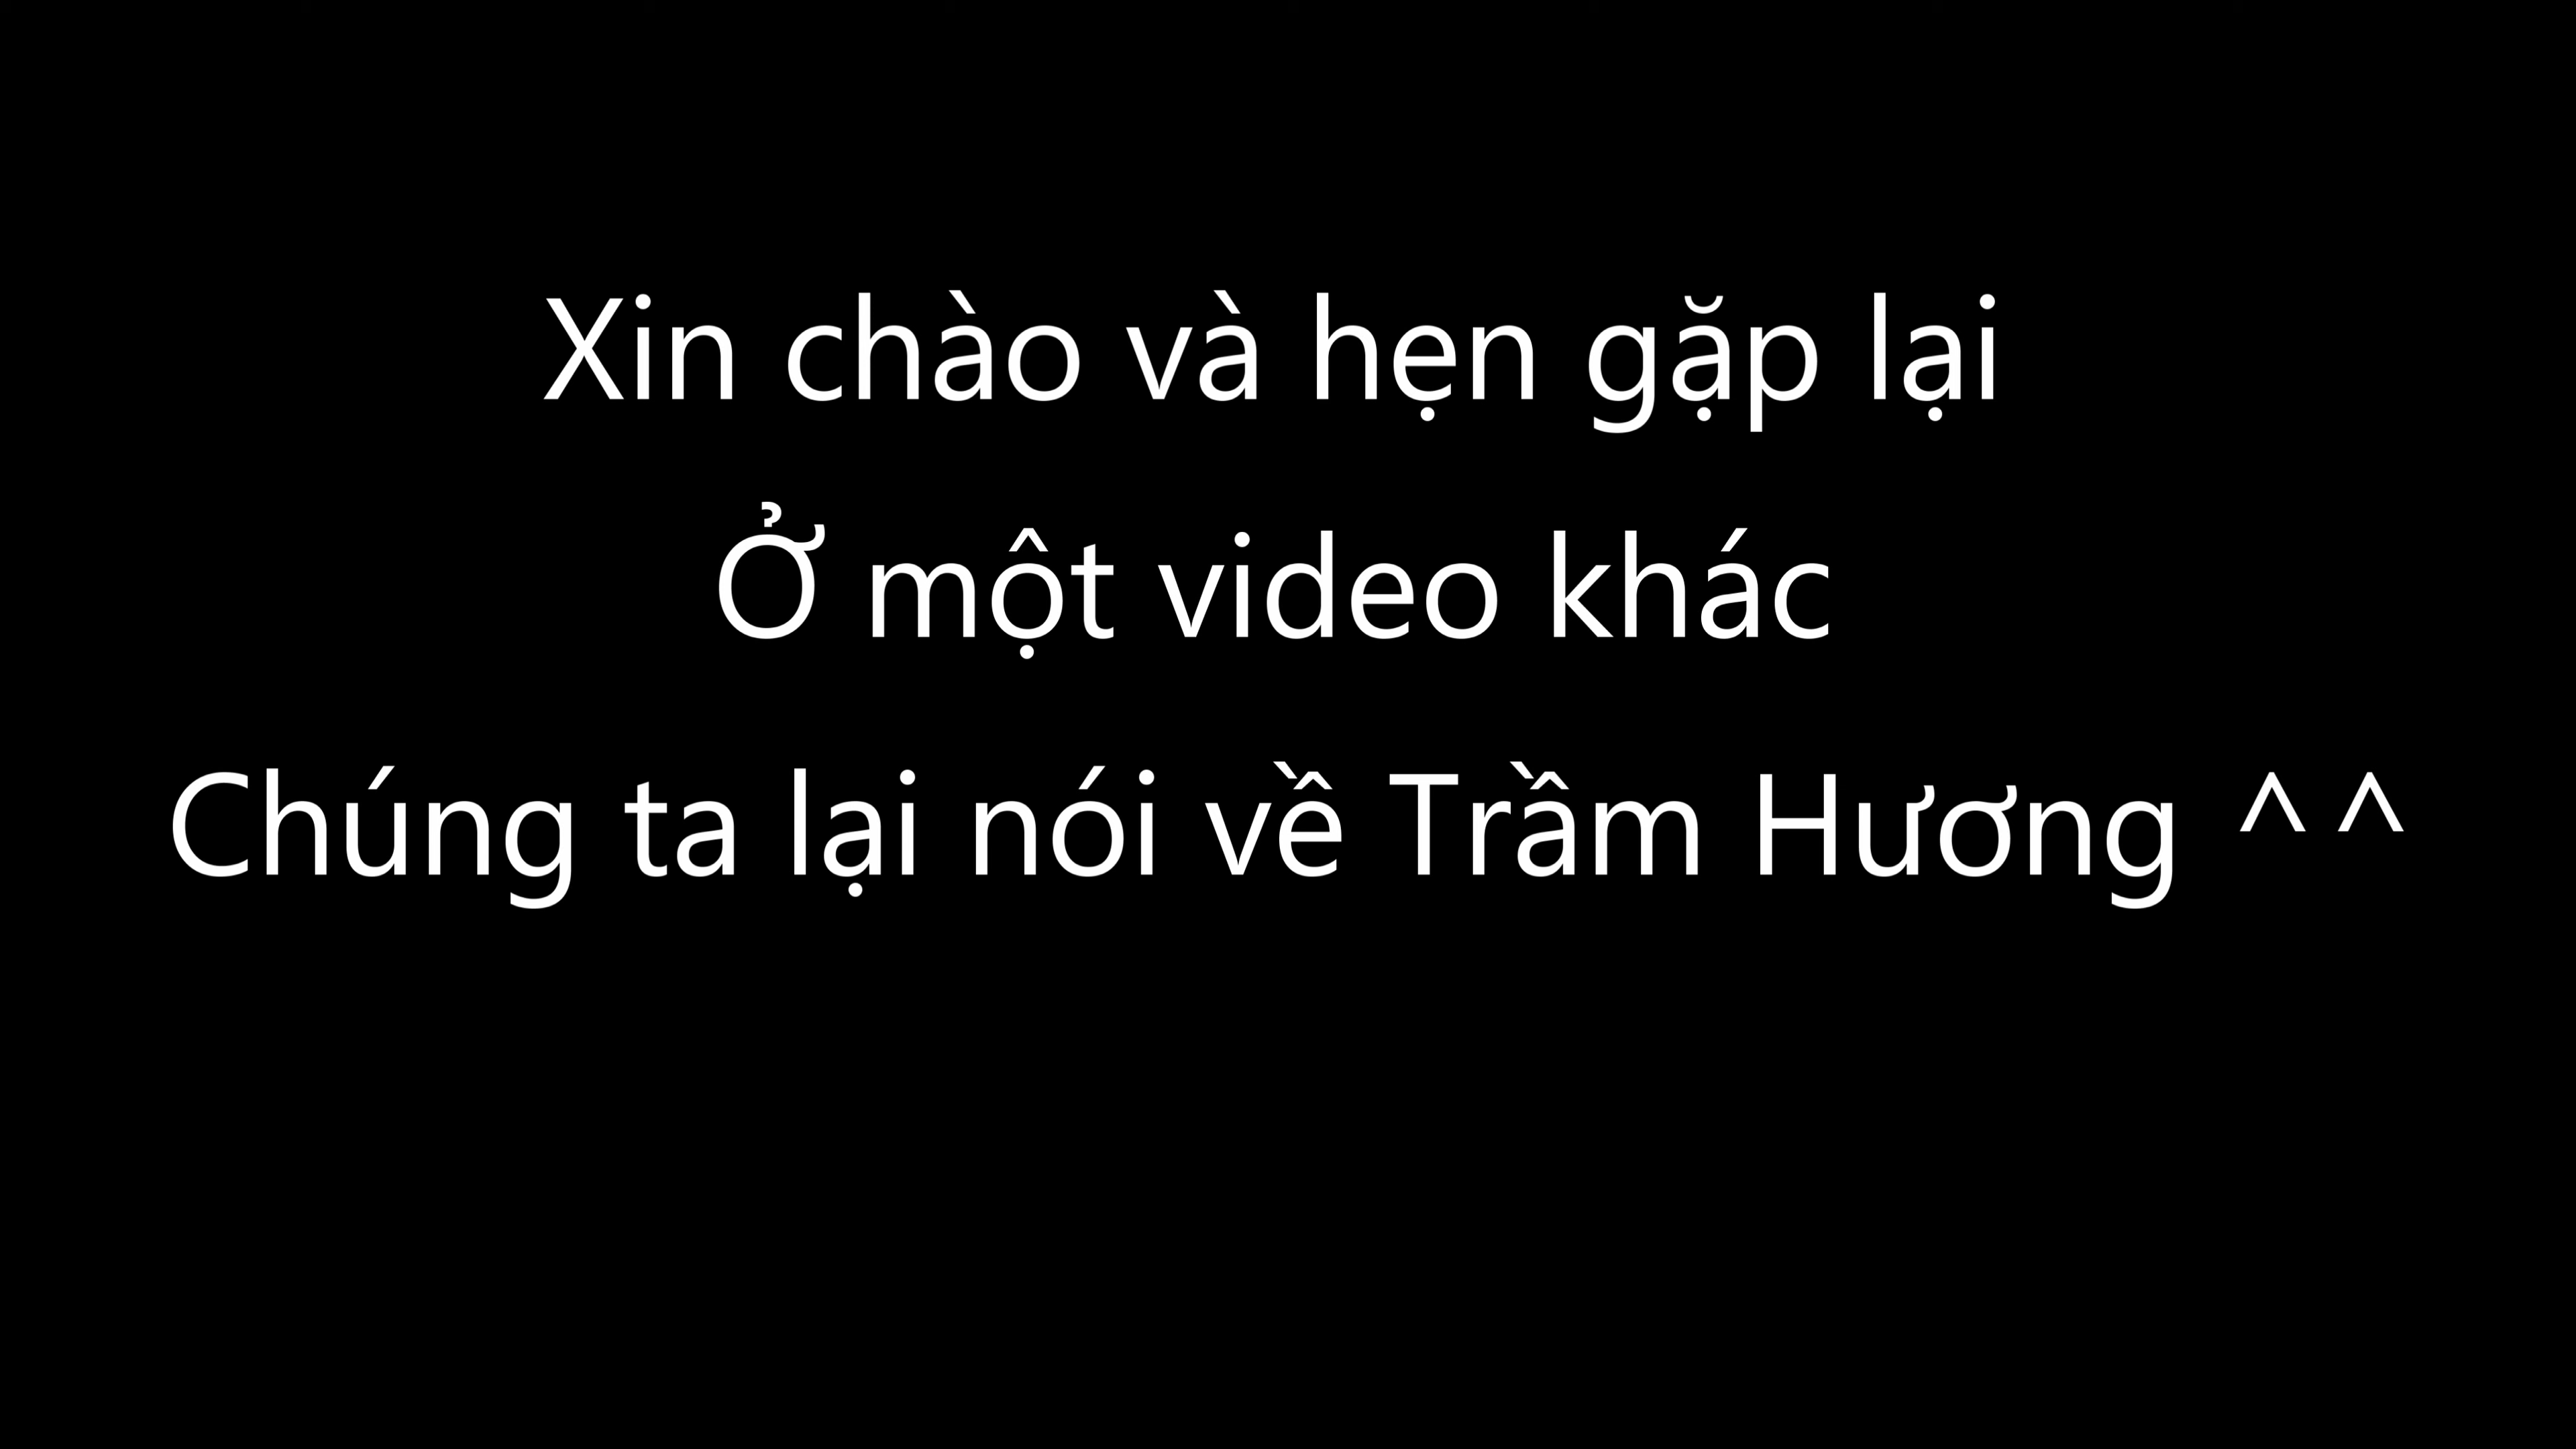 Xin chào và hẹn gặp lại
Ở một video khác
Chúng ta lại nói về Trầm Hương ^^